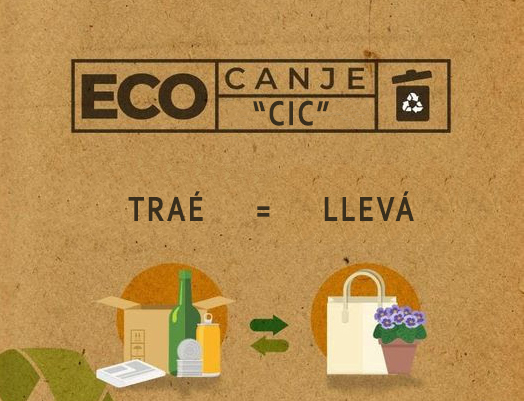 ECO
CANJE
“CIC”
TRAÉ = LLEVÁ